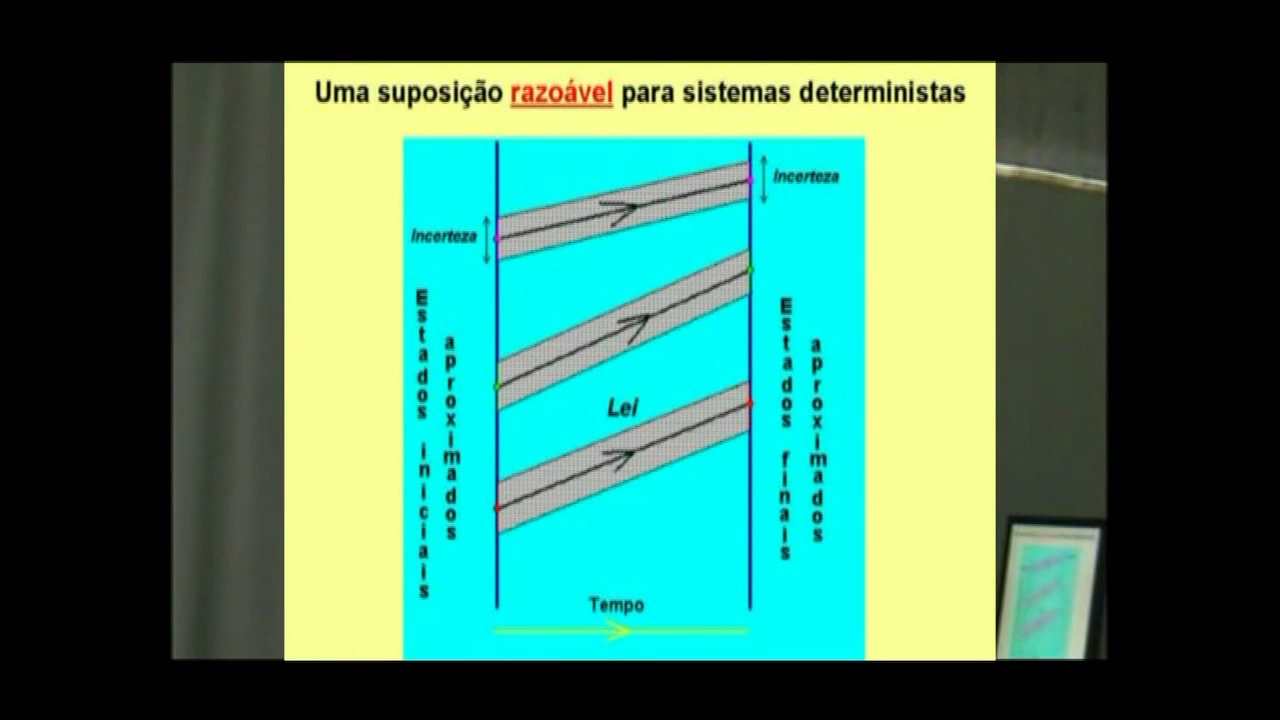 Uma suposição razoável para sistemas deterministas
Incerteza
Incerteza
Estados iniciais
aproximados
Lei
Estados finais
aproximados
Tempo